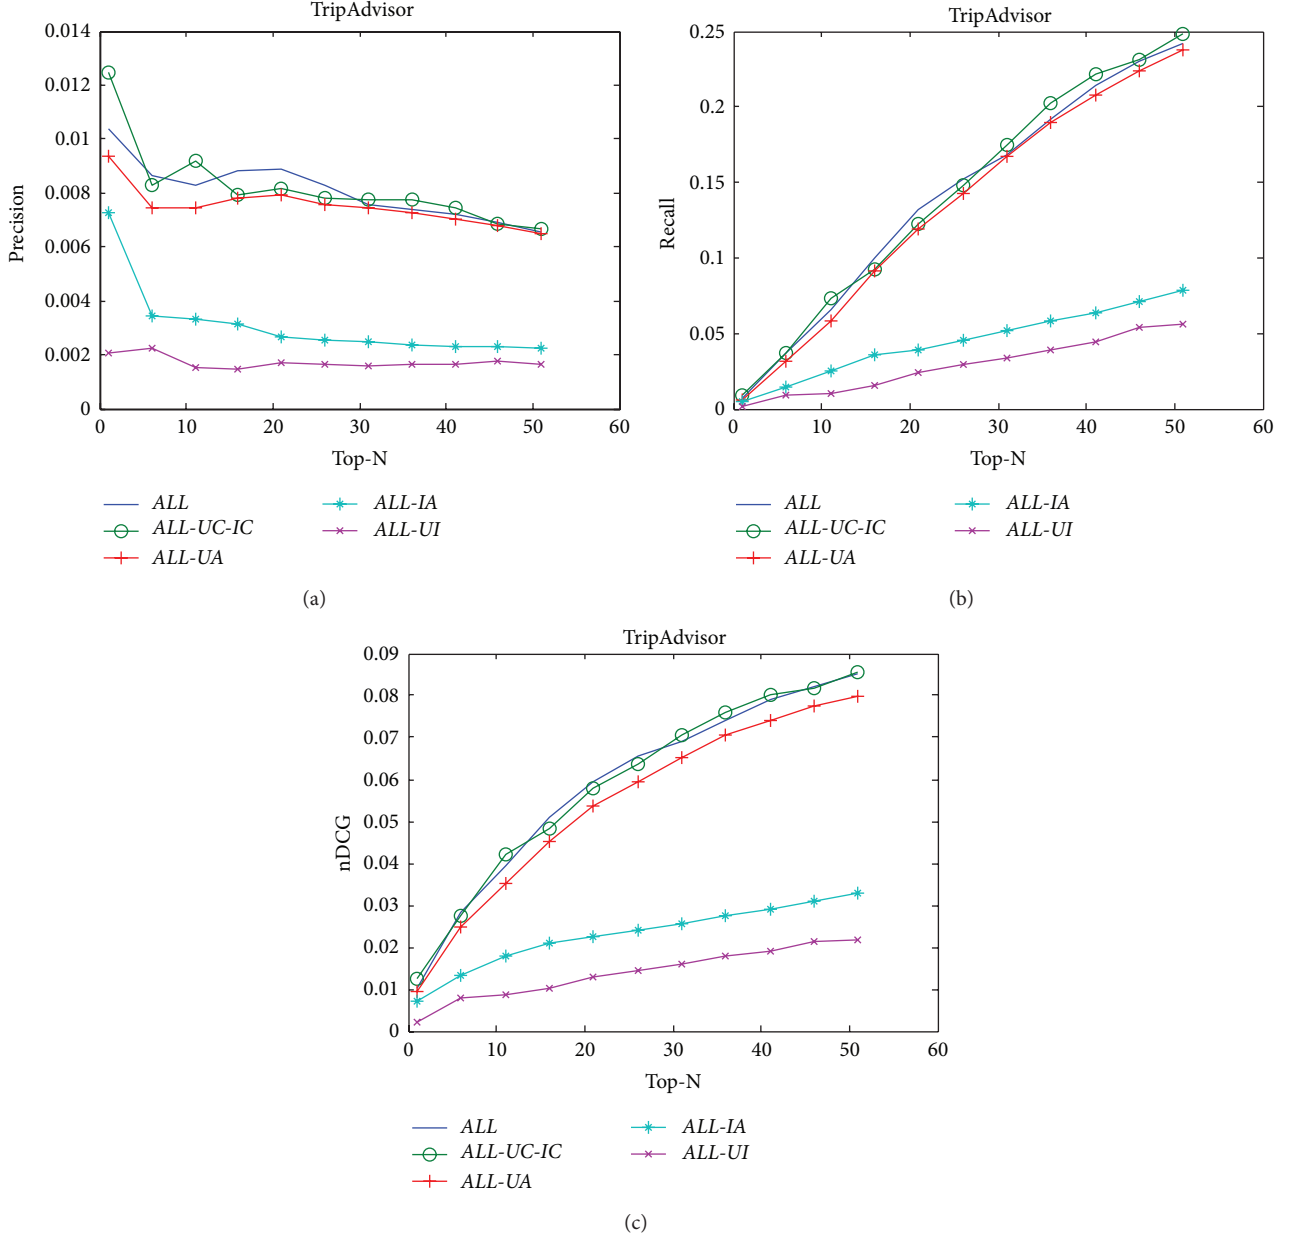 TripAdvisor
0.014
0.012
0.01
0.008
0.006
0.004
0.002
0
Precision
0 10 20 30 40 50 60
Top-N
ALL
ALL-UC-IC
ALL-UA
ALL-IA
ALL-UI
(a)
TripAdvisor
0.25
0.2
0.15
0.1
0.05
0
Recall
0 10 20 30 40 50 60
Top-N
ALL
ALL-UC-IC
ALL-UA
ALL-IA
ALL-UI
(b)
TripAdvisor
0.09
0.08
0.07
0.06
0.05
0.04
0.03
0.02
0.01
0
nDCG
0 10 20 30 40 50 60
Top-N
ALL
ALL-UC-IC
ALL-UA
ALL-IA
ALL-UI
(c)